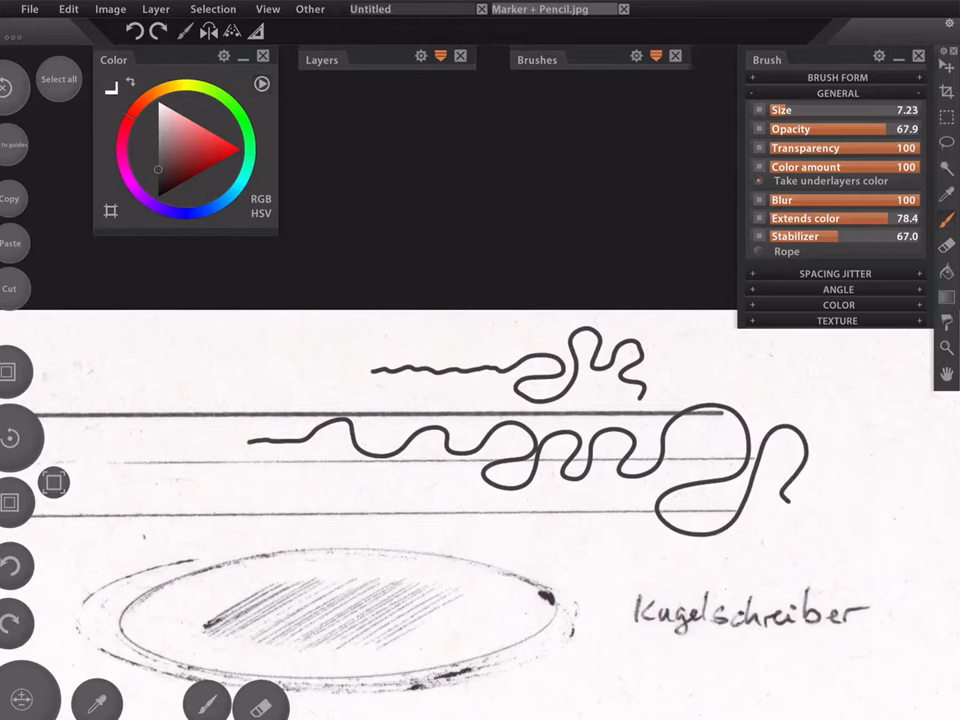 File Edit Image Layer Selection View Other Untitled Marker + Pencil.jpg
Select all
to guides
Copy
Paste
Cut
Color
RGB
HSV
Layers
Brushes
Brush
BRUSH FORM
GENERAL
Size 7.23
Opacity 67.9
Transparency 100
Color amount 100
Take underlayers color
Blur 100
Extends color 78.4
Stabilizer 67.0
Rope
SPACING JITTER
ANGLE
COLOR
TEXTURE
Kugelschreiber